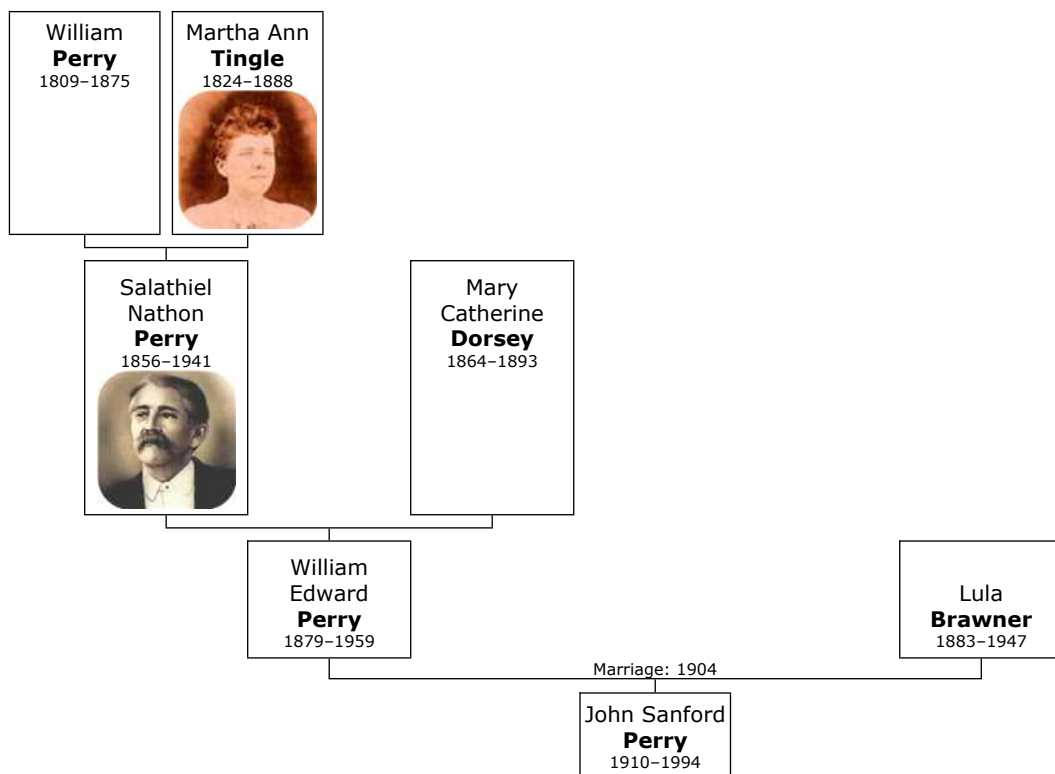 William
Perry
1809–1875
Martha Ann
Tingle
1824–1888
Salathiel
Nathon
Perry
1856–1941
Mary
Catherine
Dorsey
1864–1893
William
Edward
Perry
1879–1959
Lula
Brawner
1883–1947
Marriage: 1904
John Sanford
Perry
1910–1994